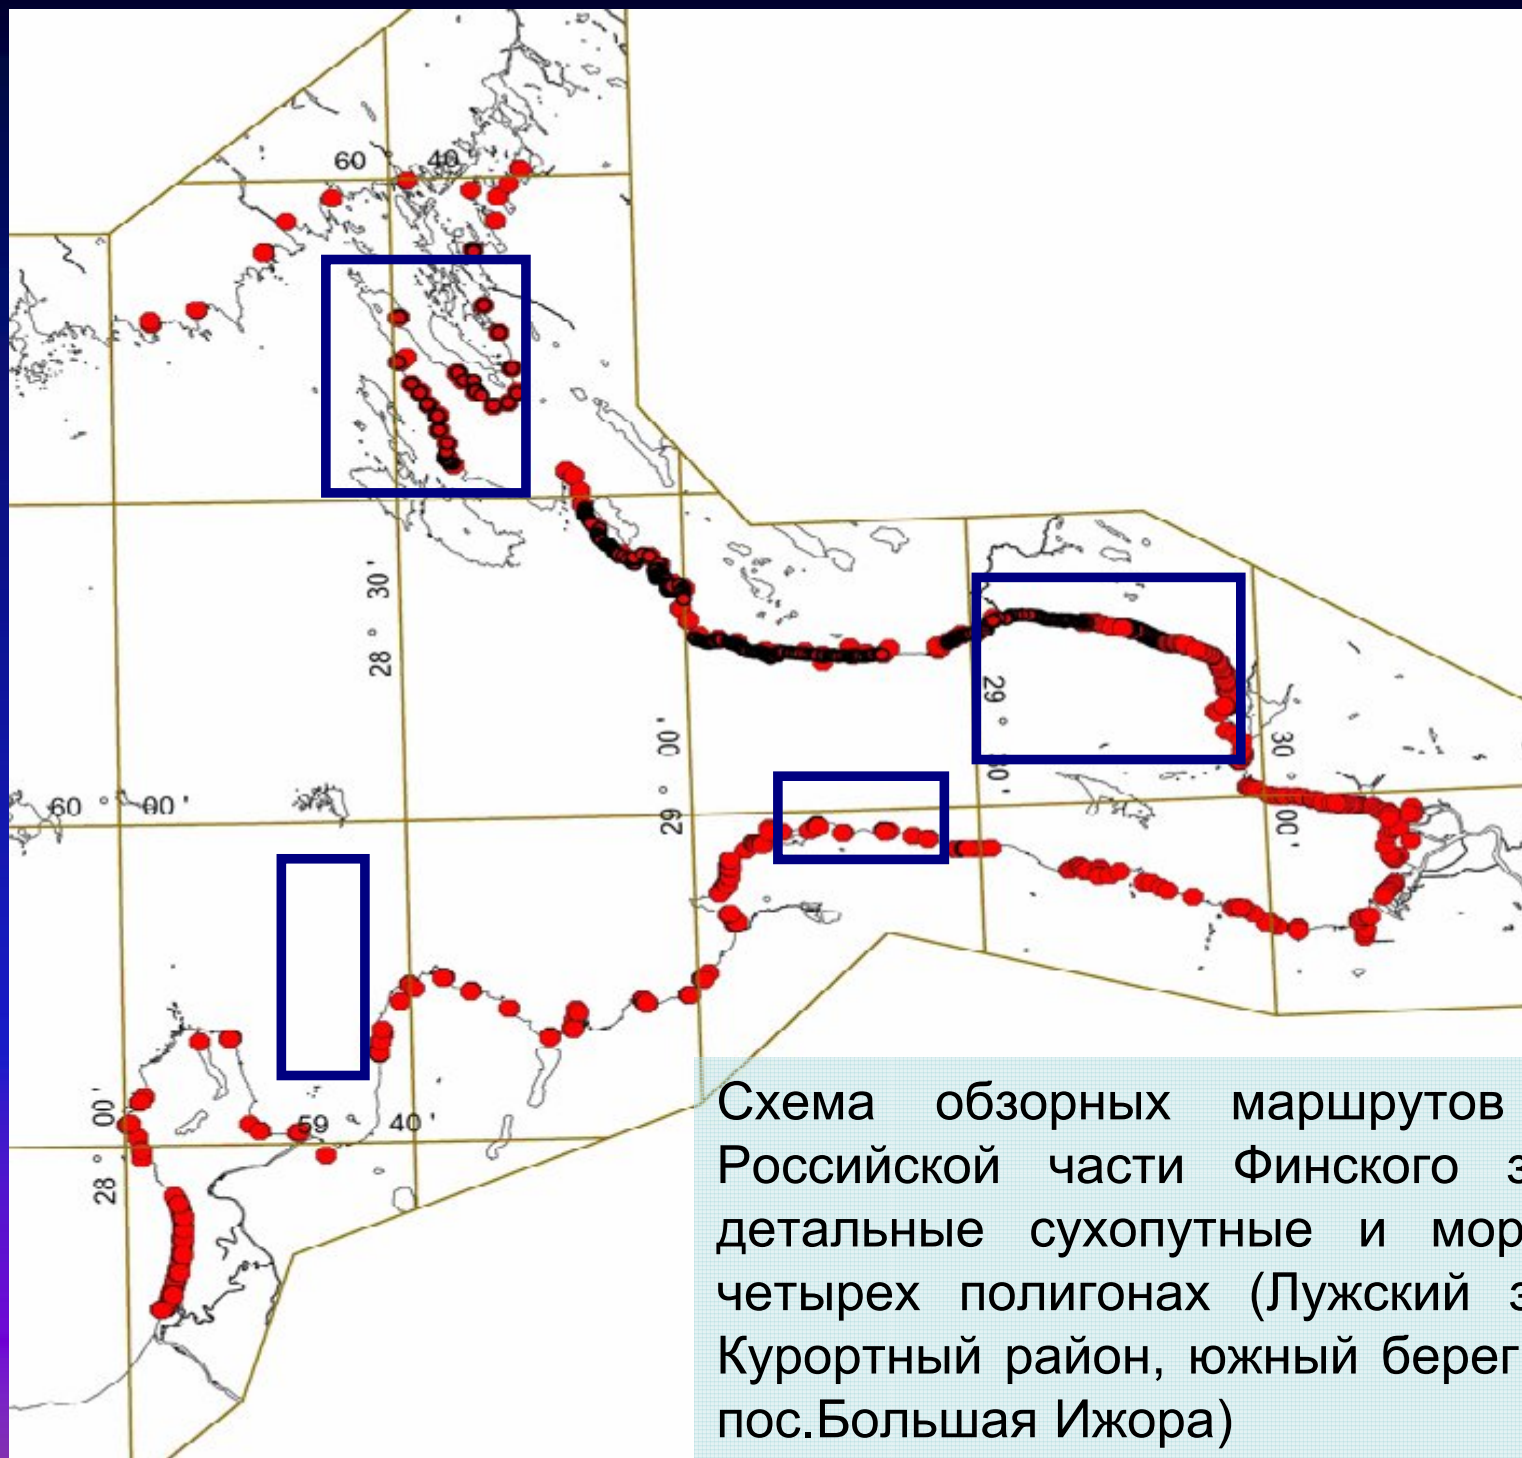 60 40
30'
28°
29°
30'
00'
29°
30
00'
60° 00'
00'
28°
59° 40'
Схема обзорных маршрутов
Российской части Финского з
детальные сухопутные и мор
четырех полигонах (Лужский з
Курортный район, южный берег
пос.Большая Ижора)